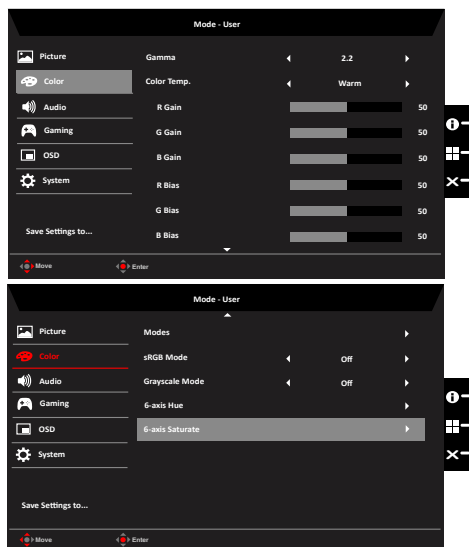 Mode - User
Picture
Gamma 2.2
Color
Color Temp. Warm
Audio
R Gain 50
Gaming
G Gain 50
OSD
B Gain 50
System
R Bias 50
G Bias 50
Save Settings to...
B Bias 50
Move Enter
Mode - User
Picture
Modes
Color
sRGB Mode Off
Audio
Grayscale Mode Off
Gaming
6-axis Hue
OSD
6-axis Saturate
System
Save Settings to...
Move Enter